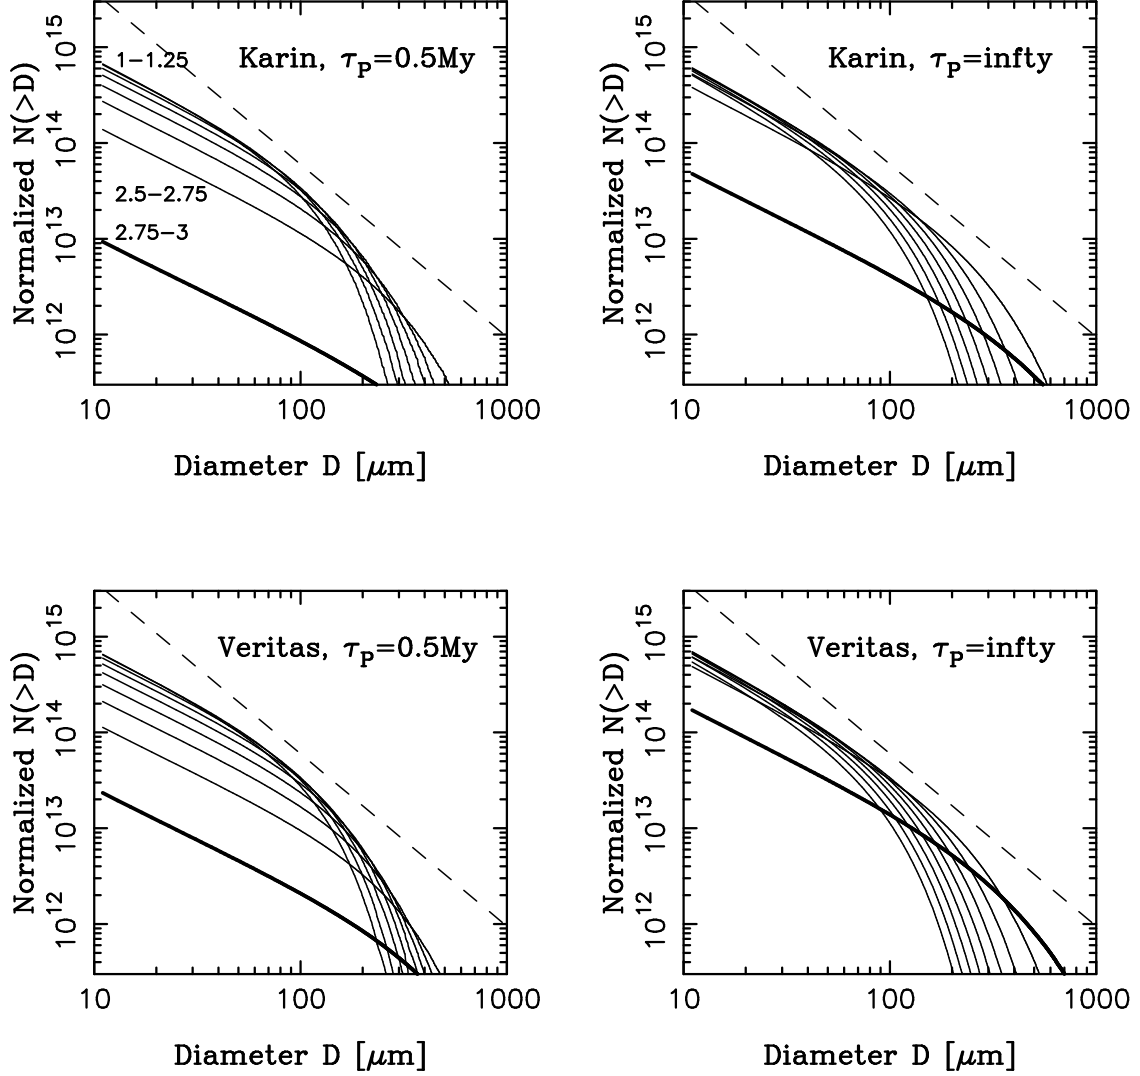 Karin, τP=0.5My
1−1.25
2.5−2.75
2.75−3
Normalized N(>D)
10^15
10^14
10^13
10^12
10 100 1000
Diameter D [μm]
Karin, τP=infty
Normalized N(>D)
10^15
10^14
10^13
10^12
10 100 1000
Diameter D [μm]
Veritas, τP=0.5My
Normalized N(>D)
10^15
10^14
10^13
10^12
10 100 1000
Diameter D [μm]
Veritas, τP=infty
Normalized N(>D)
10^15
10^14
10^13
10^12
10 100 1000
Diameter D [μm]